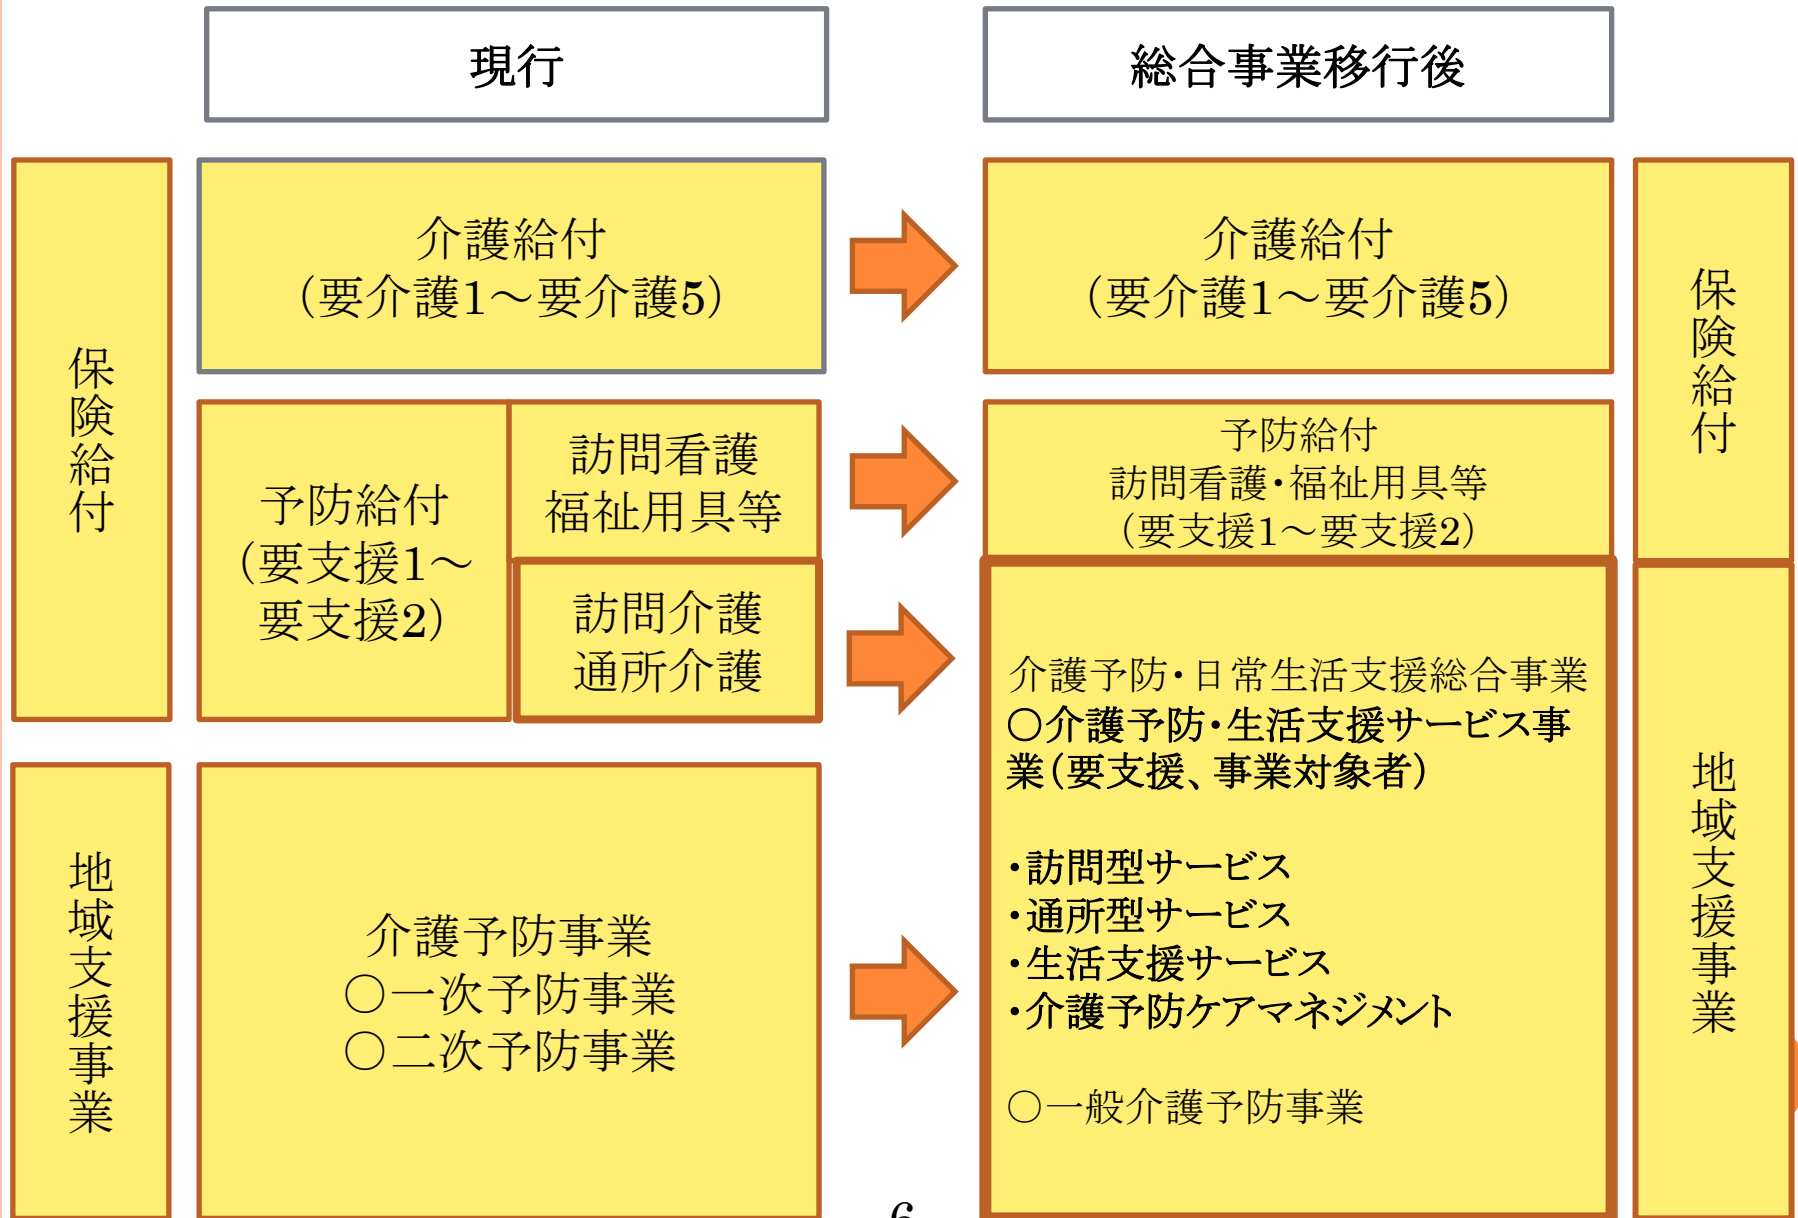 現行
総合事業移行後
保険給付
介護給付
（要介護1～要介護5）
介護給付
（要介護1～要介護5）
保険給付
予防給付
（要支援1～
要支援2）
訪問看護
福祉用具等
訪問介護
通所介護
予防給付
訪問看護・福祉用具等
（要支援1～要支援2）
地域支援事業
介護予防事業
○一次予防事業
○二次予防事業
介護予防・日常生活支援総合事業
○介護予防・生活支援サービス事
業（要支援、事業対象者）
・訪問型サービス
・通所型サービス
・生活支援サービス
・介護予防ケアマネジメント
○一般介護予防事業
地域支援事業
6